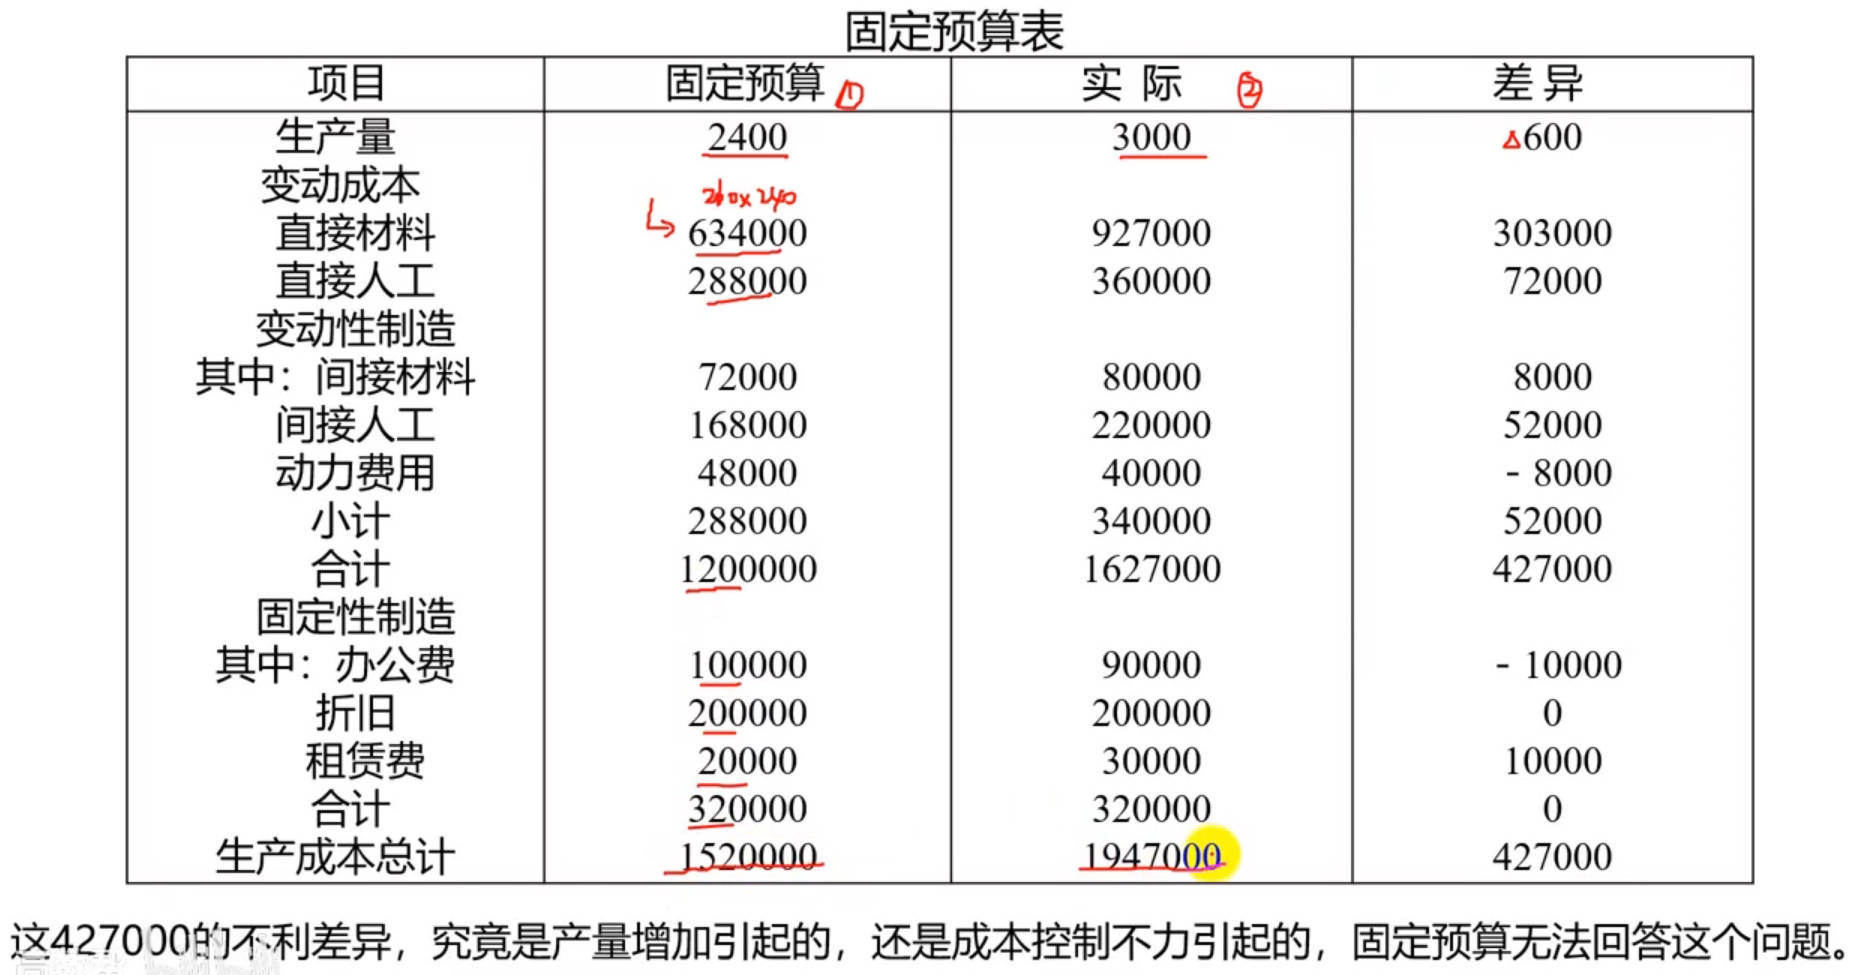 固定预算表
项目 固定预算 ① 实 际 ② 差 异
生产量 2400 3000 △600
变动成本
直接材料 634000 927000 303000
直接人工 288000 360000 72000
变动性制造
其中：间接材料 72000 80000 8000
间接人工 168000 220000 52000
动力费用 48000 40000 - 8000
小计 288000 340000 52000
合计 1200000 1627000 427000
固定性制造
其中：办公费 100000 90000 - 10000
折旧 200000 200000 0
租赁费 20000 30000 10000
合计 320000 320000 0
生产成本总计 1520000 1947000 427000
这427000的不利差异，究竟是产量增加引起的，还是成本控制不力引起的，固定预算无法回答这个问题。